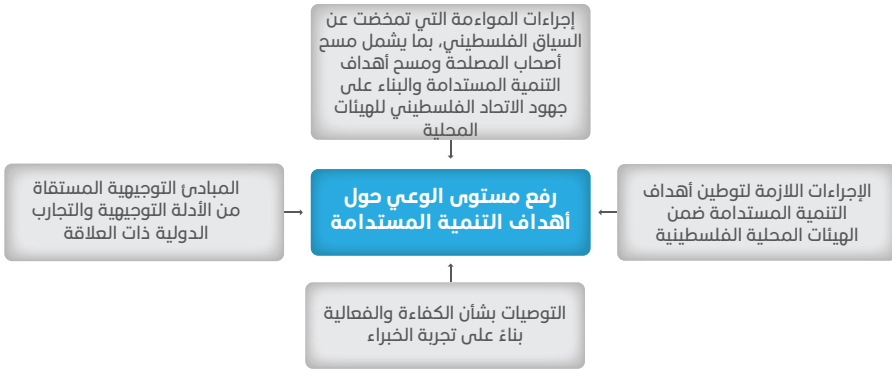 إجراءات المواءمة التي تمخضت عن
السياق الفلسطيني، بما يشمل مسح
أصحاب المصلحة ومسح أهداف
التنمية المستدامة والبناء على
جهود الاتحاد الفلسطيني للهيئات
المحلية
الإجراءات اللازمة لتوطين أهداف
التنمية المستدامة ضمن
الهيئات المحلية الفلسطينية
رفع مستوى الوعي حول
أهداف التنمية المستدامة
المبادئ التوجيهية المستقاة
من الأدلة التوجيهية والتجارب
الدولية ذات العلاقة
التوصيات بشأن الكفاءة والفعالية
بناءً على تجربة الخبراء